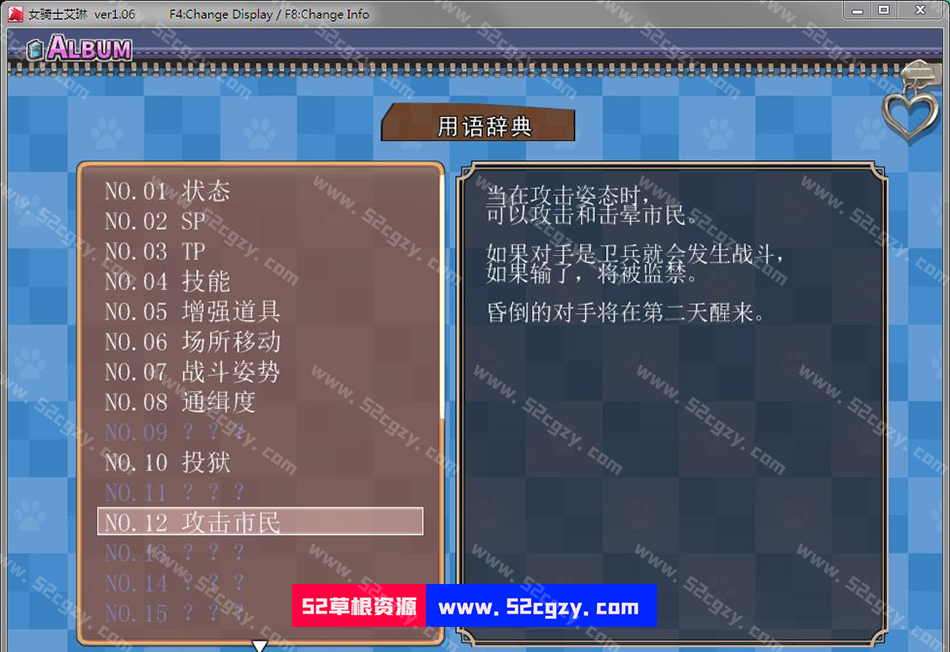 女骑士艾琳 ver1.06 F4:Change Display / F8:Change Info
ALBUM
用语辞典
NO.01 状态
NO.02 SP
NO.03 TP
NO.04 技能
NO.05 增强道具
NO.06 场所移动
NO.07 战斗姿势
NO.08 通缉度
NO.09 ？？？
NO.10 投狱
NO.11 ？？？
NO.12 攻击市民
NO.13 ？？？
NO.14 ？？？
NO.15 ？？？
当在攻击姿态时，
可以攻击和击晕市民。
如果对手是卫兵就会发生战斗，
如果输了，将被监禁。
昏倒的对手将在第二天醒来。
52草根资源 www.52cgzy.com
www.52cgzy.com